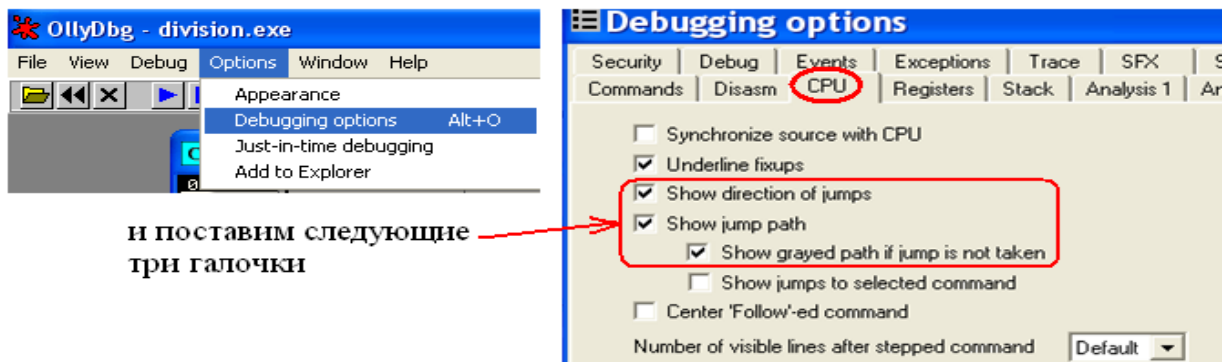 OllyDbg - division.exe
File View Debug Options Window Help
Appearance
Debugging options Alt+O
Just-in-time debugging
Add to Explorer
и поставим следующие
три галочки
Debugging options
Security Debug Events Exceptions Trace SFX
Commands Disasm CPU Registers Stack Analysis 1
Synchronize source with CPU
Underline fixups
Show direction of jumps
Show jump path
Show grayed path if jump is not taken
Show jumps to selected command
Center 'Follow'-ed command
Number of visible lines after stepped command Default